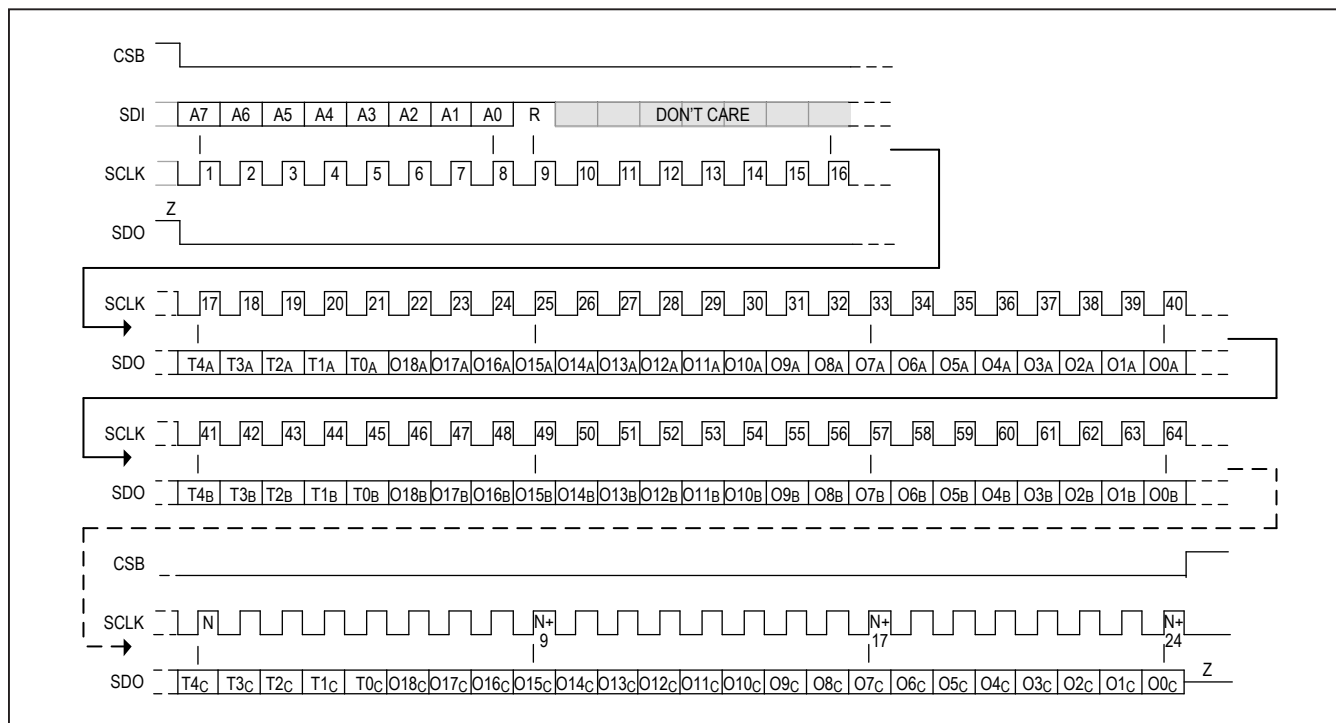 CSB
SDI A7 A6 A5 A4 A3 A2 A1 A0 R DON'T CARE
SCLK 1 2 3 4 5 6 7 8 9 10 11 12 13 14 15 16
Z
SDO
SCLK 17 18 19 20 21 22 23 24 25 26 27 28 29 30 31 32 33 34 35 36 37 38 39 40
SDO T4A T3A T2A T1A T0A O18A O17A O16A O15A O14A O13A O12A O11A O10A O9A O8A O7A O6A O5A O4A O3A O2A O1A O0A
SCLK 41 42 43 44 45 46 47 48 49 50 51 52 53 54 55 56 57 58 59 60 61 62 63 64
SDO T4B T3B T2B T1B T0B O18B O17B O16B O15B O14B O13B O12B O11B O10B O9B O8B O7B O6B O5B O4B O3B O2B O1B O0B
CSB
SCLK N N+ N+ N+
9 17 24
SDO T4C T3C T2C T1C T0C O18C O17C O16C O15C O14C O13C O12C O11C O10C O9C O8C O7C O6C O5C O4C O3C O2C O1C O0C Z